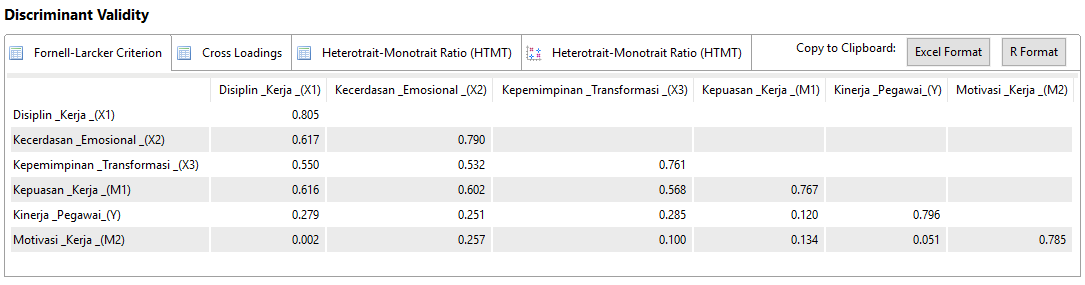 Discriminant Validity
Fornell-Larcker Criterion Cross Loadings Heterotrait-Monotrait Ratio (HTMT) Heterotrait-Monotrait Ratio (HTMT) Copy to Clipboard: Excel Format R Format
Disiplin _Kerja _(X1) Kecerdasan _Emosional _(X2) Kepemimpinan _Transformasi _(X3) Kepuasan _Kerja _(M1) Kinerja _Pegawai_(Y) Motivasi _Kerja _(M2)
Disiplin _Kerja _(X1) 0.805
Kecerdasan _Emosional _(X2) 0.617 0.790
Kepemimpinan _Transformasi _(X3) 0.550 0.532 0.761
Kepuasan _Kerja _(M1) 0.616 0.602 0.568 0.767
Kinerja _Pegawai_(Y) 0.279 0.251 0.285 0.120 0.796
Motivasi _Kerja _(M2) 0.002 0.257 0.100 0.134 0.051 0.785